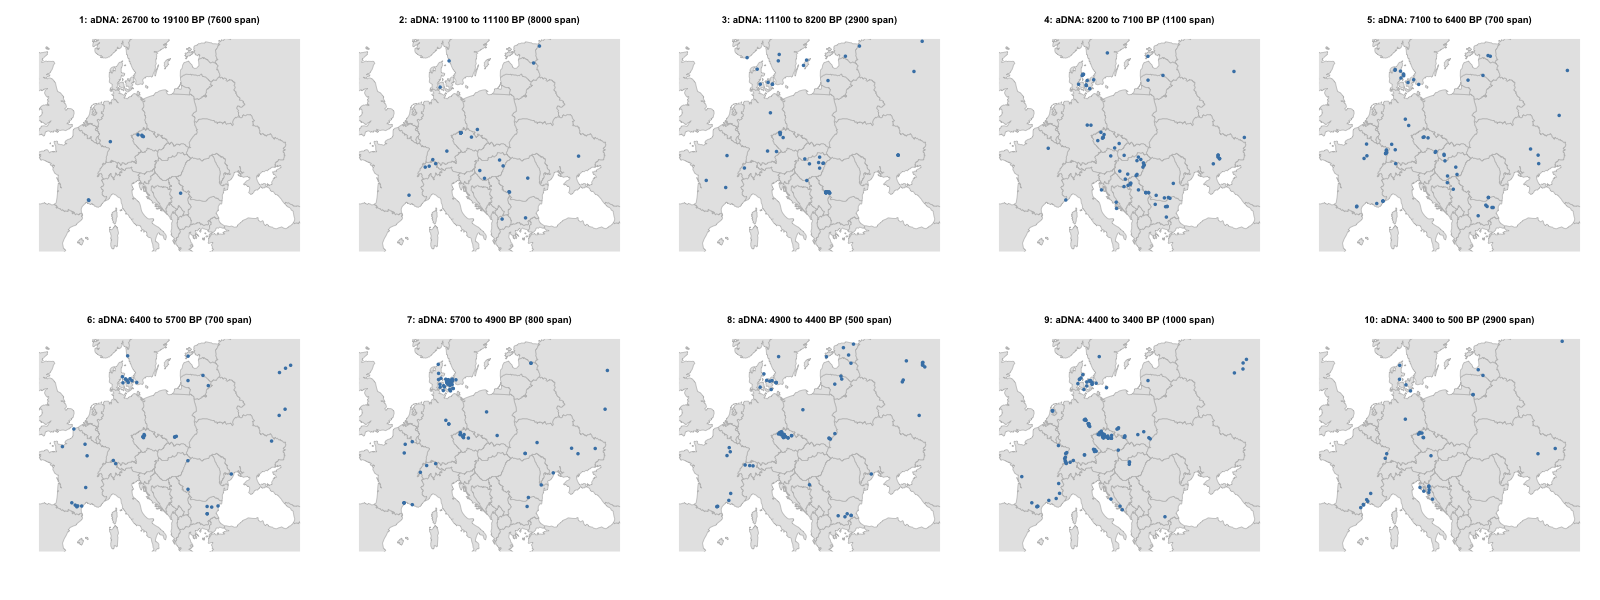 1: aDNA: 26700 to 19100 BP (7600 span)
2: aDNA: 19100 to 11100 BP (8000 span)
3: aDNA: 11100 to 8200 BP (2900 span)
4: aDNA: 8200 to 7100 BP (1100 span)
5: aDNA: 7100 to 6400 BP (700 span)
6: aDNA: 6400 to 5700 BP (700 span)
7: aDNA: 5700 to 4900 BP (800 span)
8: aDNA: 4900 to 4400 BP (500 span)
9: aDNA: 4400 to 3400 BP (1000 span)
10: aDNA: 3400 to 500 BP (2900 span)